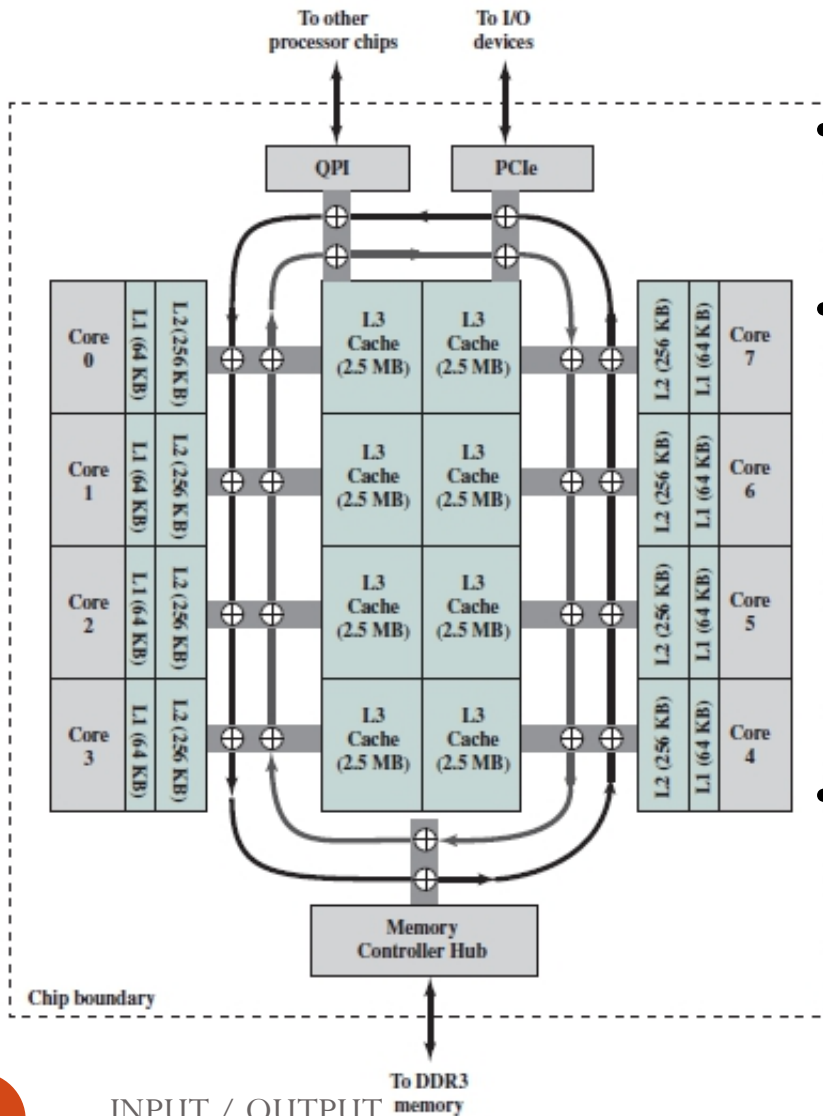 To other
processor chips
To I/O
devices
QPI
PCIe
Core
0
L1 (64 KB)
L2 (256 KB)
L3
Cache
(2.5 MB)
L3
Cache
(2.5 MB)
L2 (256 KB)
L1 (64 KB)
Core
7
Core
1
L1 (64 KB)
L2 (256 KB)
L3
Cache
(2.5 MB)
L3
Cache
(2.5 MB)
L2 (256 KB)
L1 (64 KB)
Core
6
Core
2
L1 (64 KB)
L2 (256 KB)
L3
Cache
(2.5 MB)
L3
Cache
(2.5 MB)
L2 (256 KB)
L1 (64 KB)
Core
5
Core
3
L1 (64 KB)
L2 (256 KB)
L3
Cache
(2.5 MB)
L3
Cache
(2.5 MB)
L2 (256 KB)
L1 (64 KB)
Core
4
Memory
Controller Hub
Chip boundary
To DDR3
memory
INPUT / OUTPUT